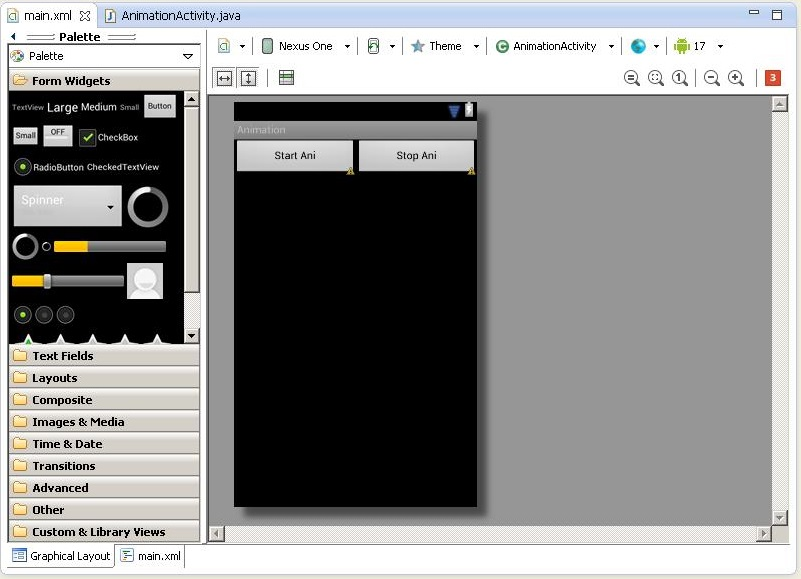 main.xml AnimationActivity.java
Palette
Nexus One Theme AnimationActivity 17
Palette
3
Form Widgets
TextView Large Medium Small Button
Small OFF CheckBox
RadioButton CheckedTextView
Spinner
Text Fields
Layouts
Composite
Images & Media
Time & Date
Transitions
Advanced
Other
Custom & Library Views
Animation
Start Ani Stop Ani
Graphical Layout main.xml